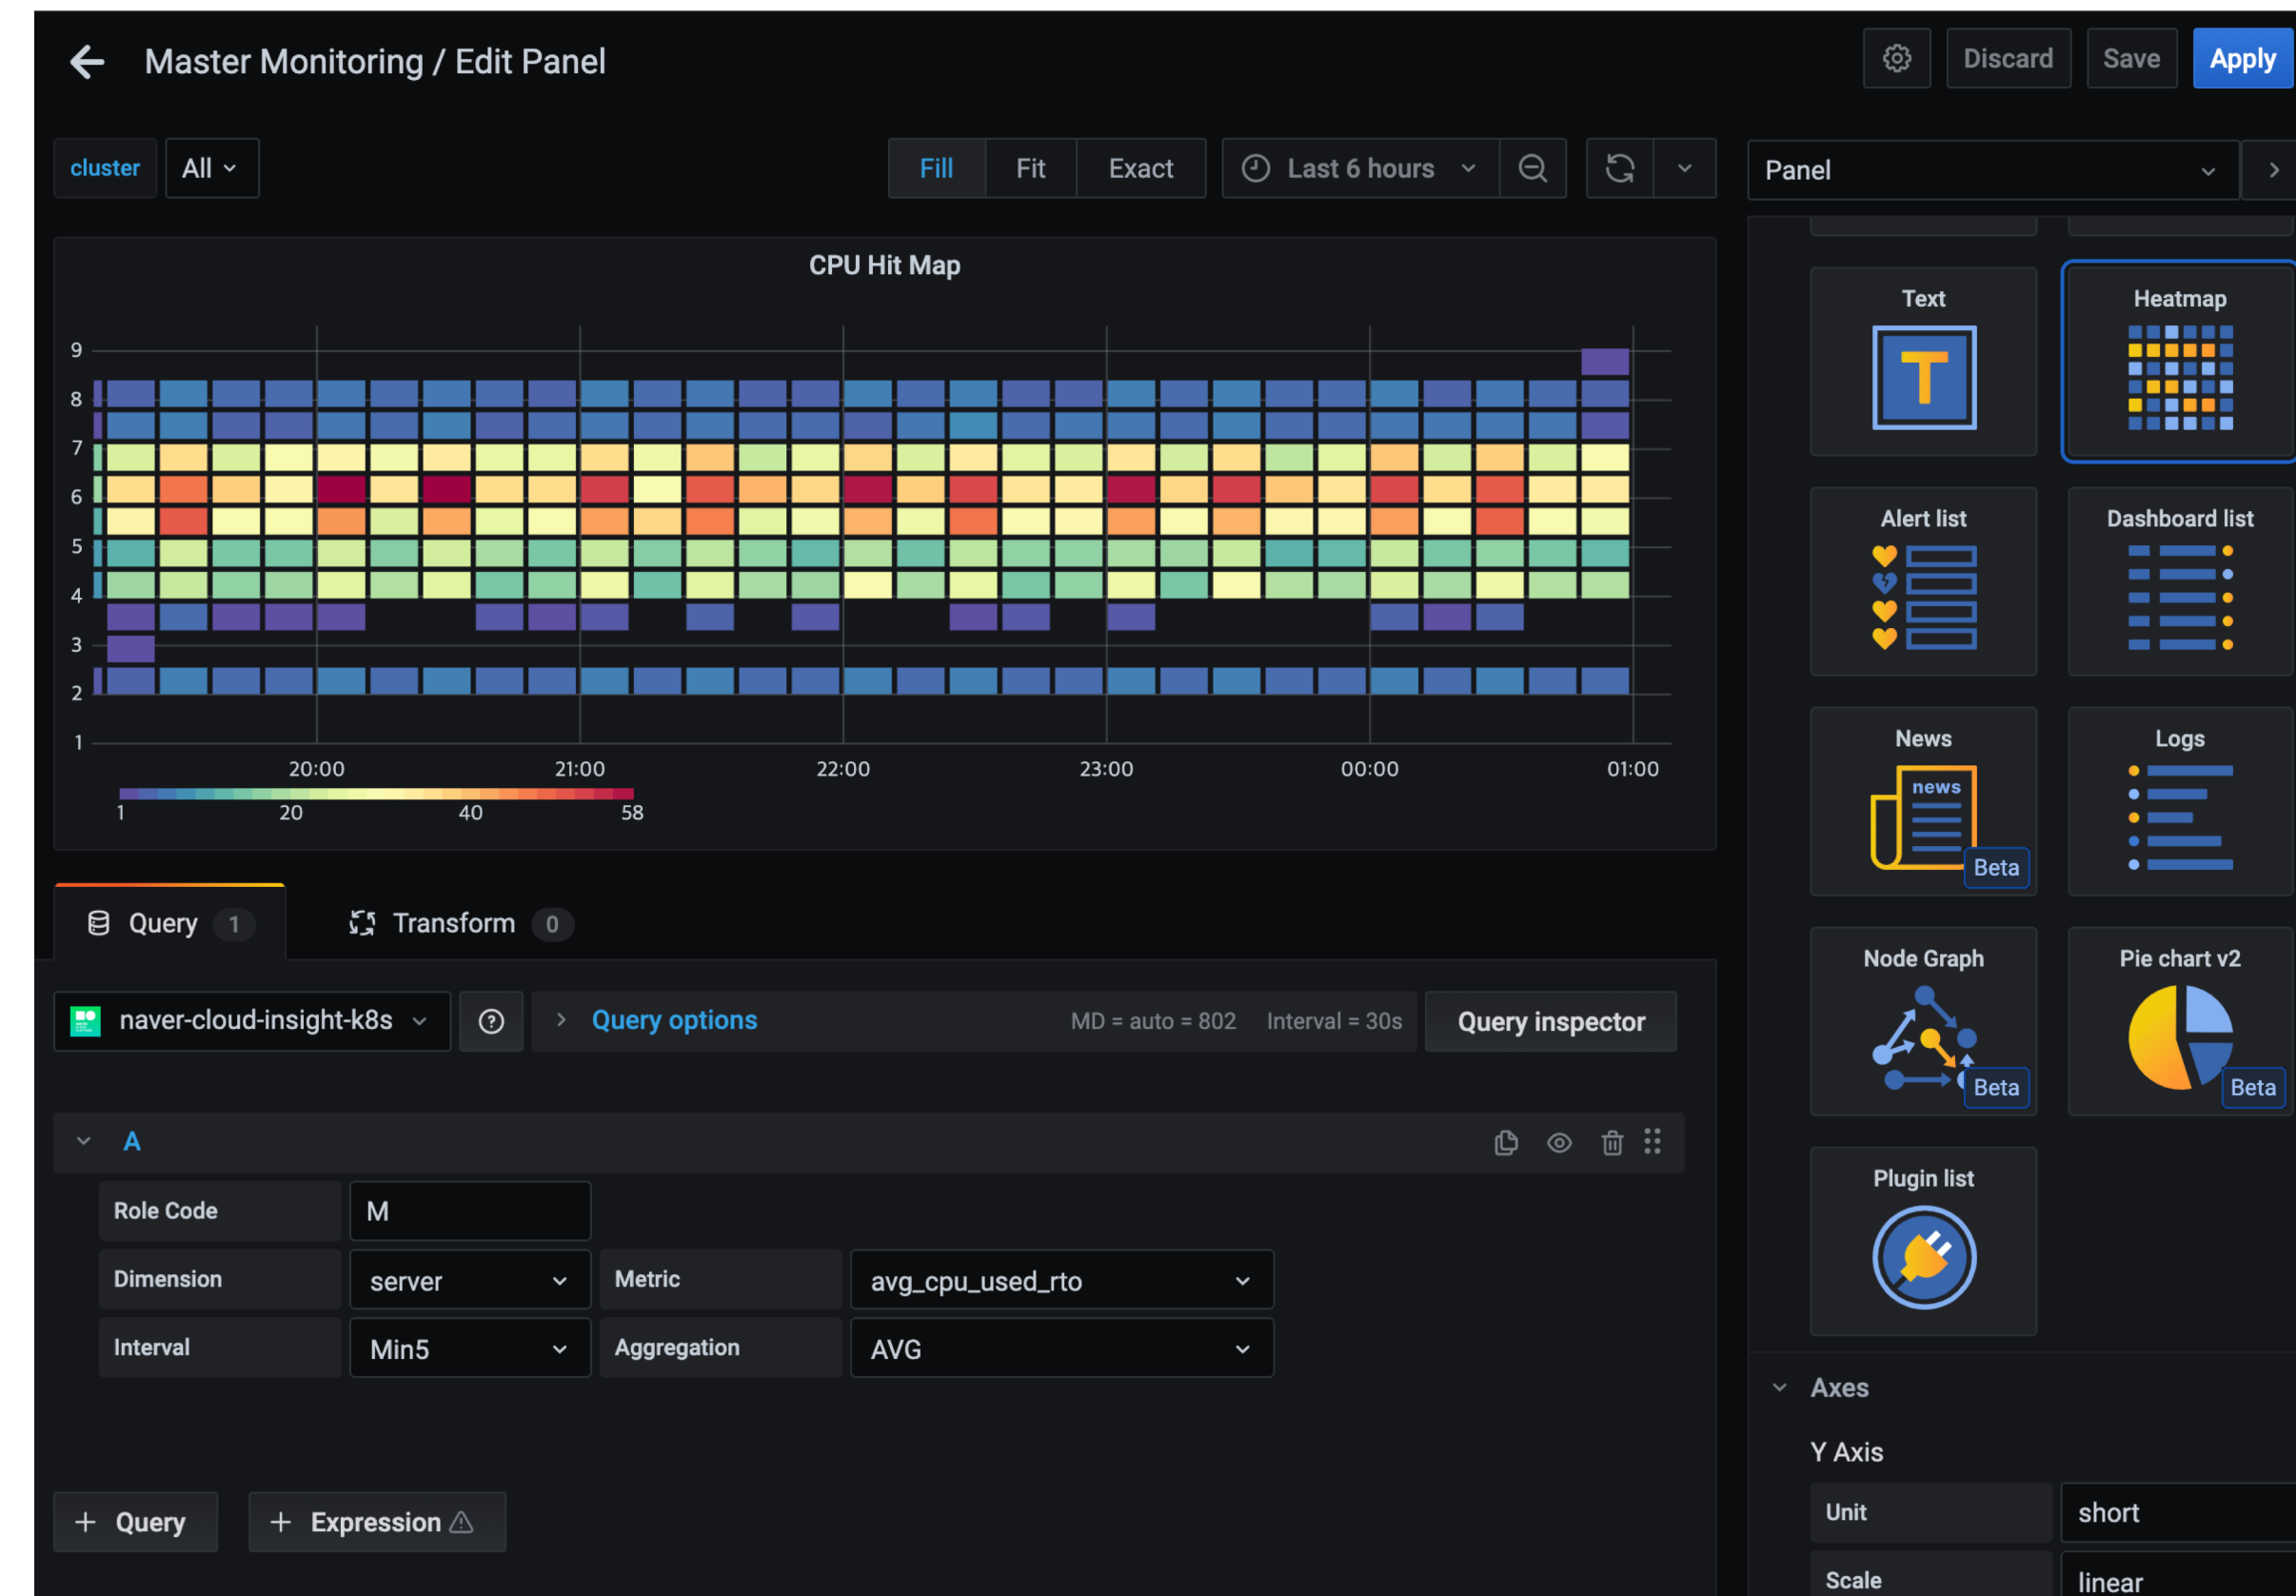 Master Monitoring / Edit Panel
Discard
Save
Apply
cluster
All
Fill
Fit
Exact
Last 6 hours
Panel
CPU Hit Map
9
8
7
6
5
4
3
2
1
20:00
21:00
22:00
23:00
00:00
01:00
1
20
40
58
Text
T
Heatmap
Alert list
Dashboard list
News
news
Beta
Logs
Node Graph
Beta
Pie chart v2
Beta
Plugin list
Query 1
Transform 0
naver-cloud-insight-k8s
Query options
MD = auto = 802
Interval = 30s
Query inspector
A
Role Code
M
Dimension
server
Metric
avg_cpu_used_rto
Interval
Min5
Aggregation
AVG
+ Query
+ Expression
Axes
Y Axis
Unit
short
Scale
linear